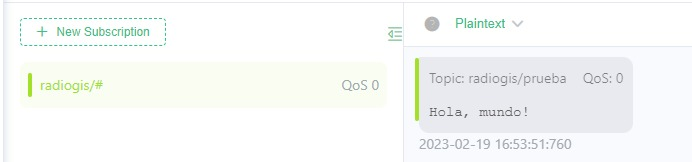 + New Subscription
radiogis/# QoS 0
Plaintext
Topic: radiogis/prueba QoS: 0
Hola, mundo!
2023-02-19 16:53:51:760